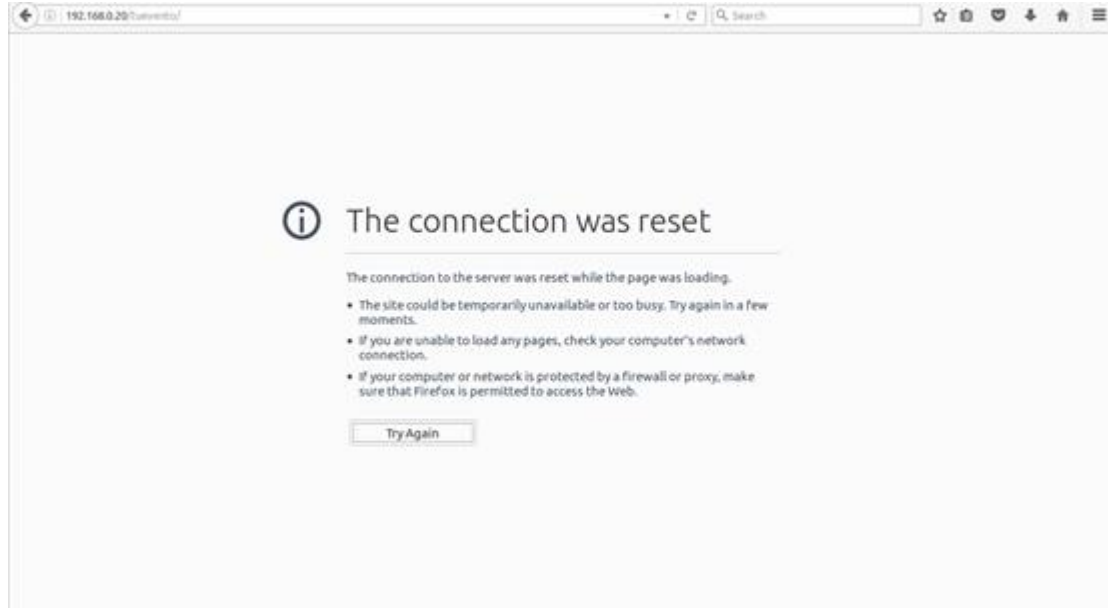 192.168.0.20/tuevento/
Search
The connection was reset
The connection to the server was reset while the page was loading.
• The site could be temporarily unavailable or too busy. Try again in a few
moments.
• If you are unable to load any pages, check your computer's network
connection.
• If your computer or network is protected by a firewall or proxy, make
sure that Firefox is permitted to access the Web.
Try Again